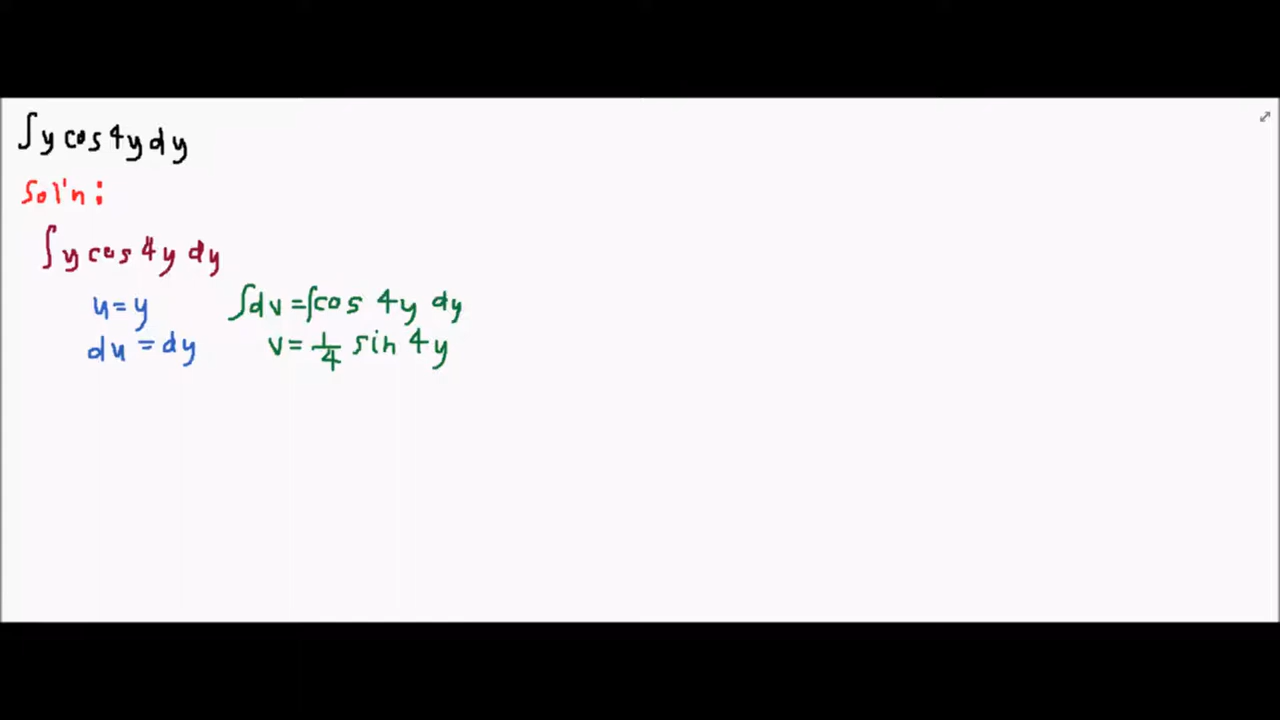 ∫y cos 4y dy
Sol'n:
∫y cos 4y dy
u = y ∫dv = ∫cos 4y dy
du = dy v = 1/4 sin 4y